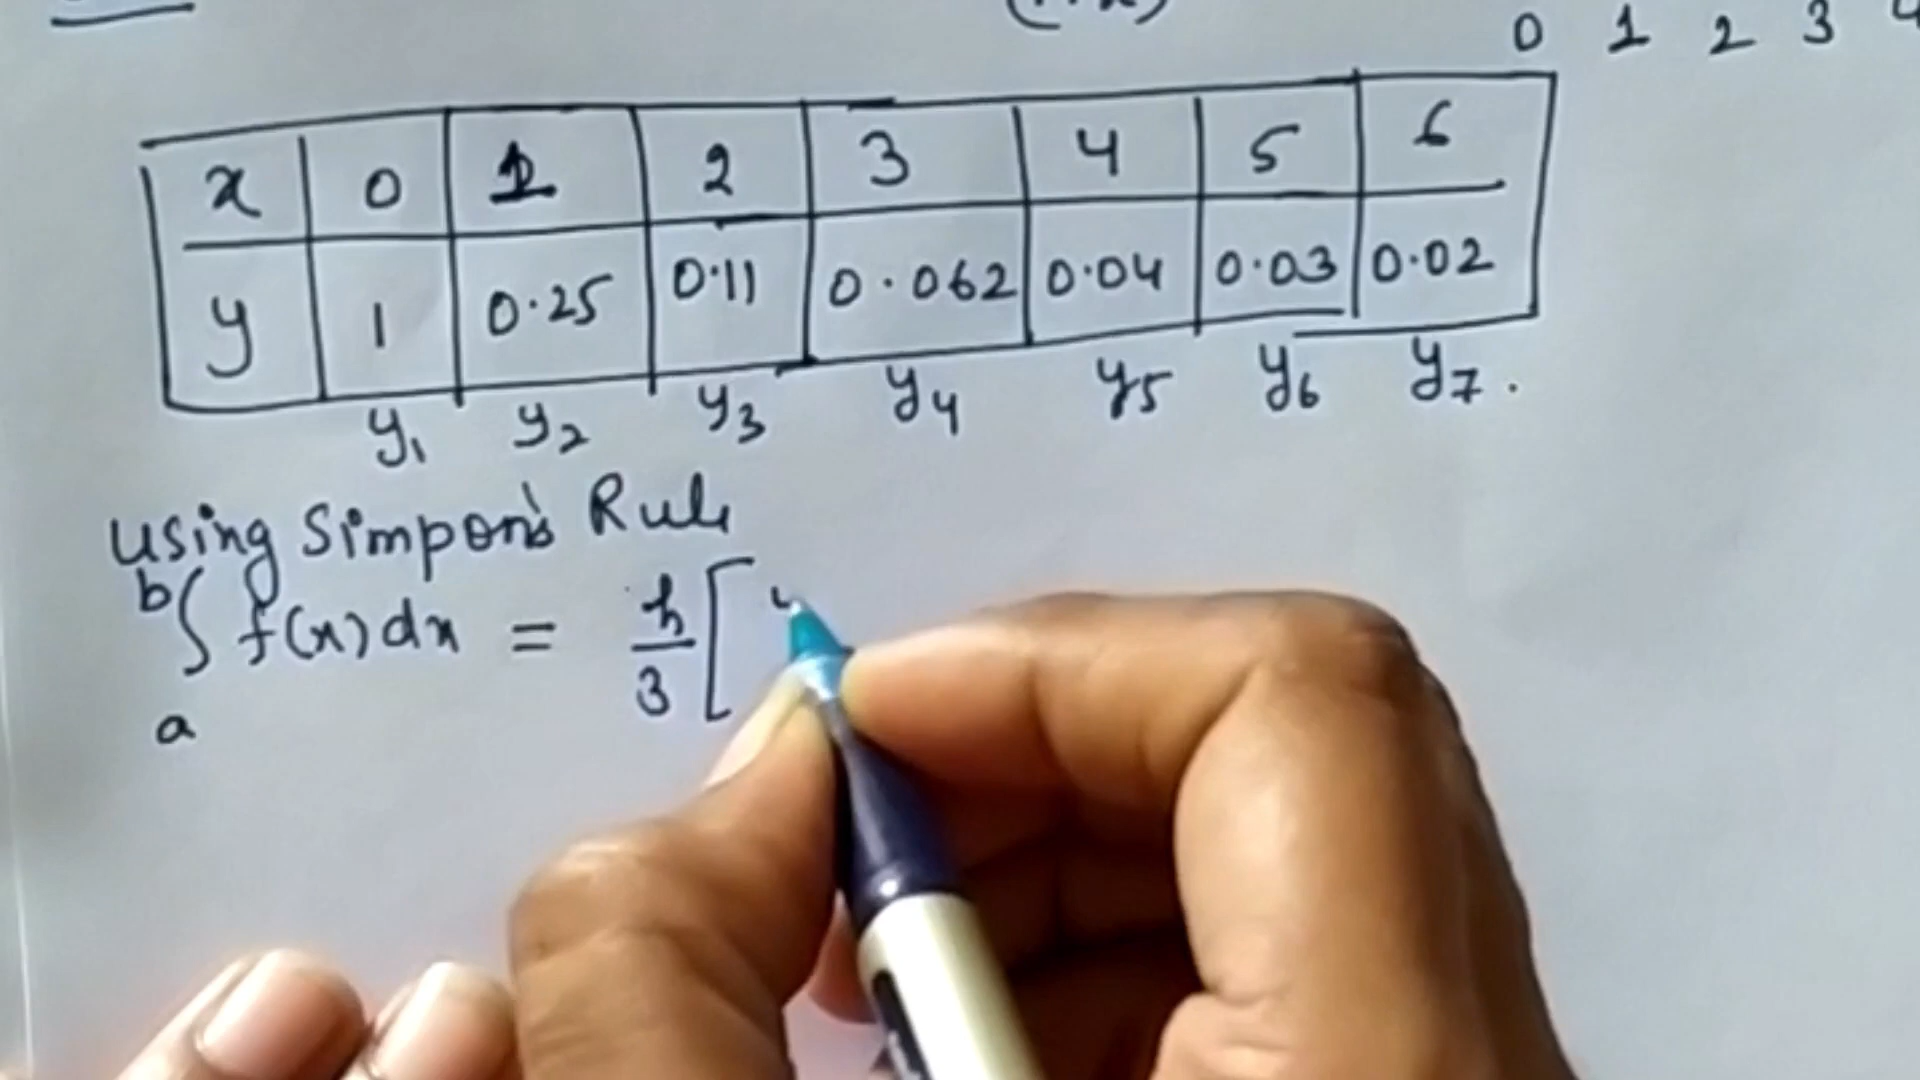 0 1 2 3
x 0 1 2 3 4 5 6
y 1 0.25 0.11 0.062 0.04 0.03 0.02
y1 y2 y3 y4 y5 y6 y7.
Using Simpon's Rule
b∫a f(x)dx = h/3 [